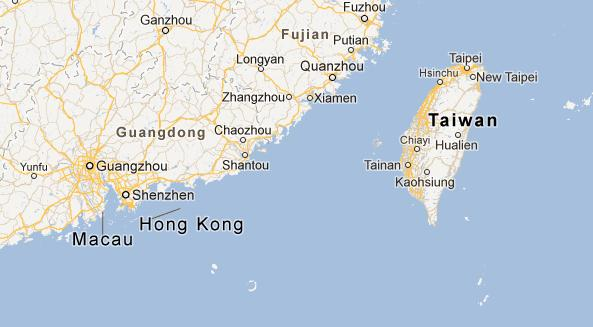 Fuzhou
Ganzhou
Fujian
Putian
Longyan
Quanzhou
Taipei
Hsinchu
New Taipei
Zhangzhou
Xiamen
Taiwan
Guangdong
Chaozhou
Chiayi
Hualien
Shantou
Yunfu
Guangzhou
Tainan
Kaohsiung
Shenzhen
Hong Kong
Macau